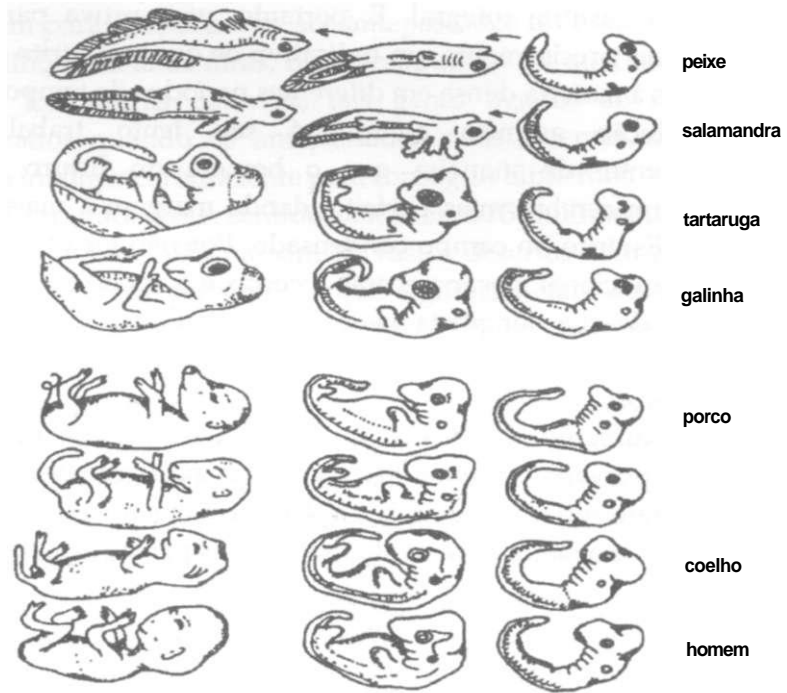 peixe
salamandra
tartaruga
galinha
porco
coelho
homem